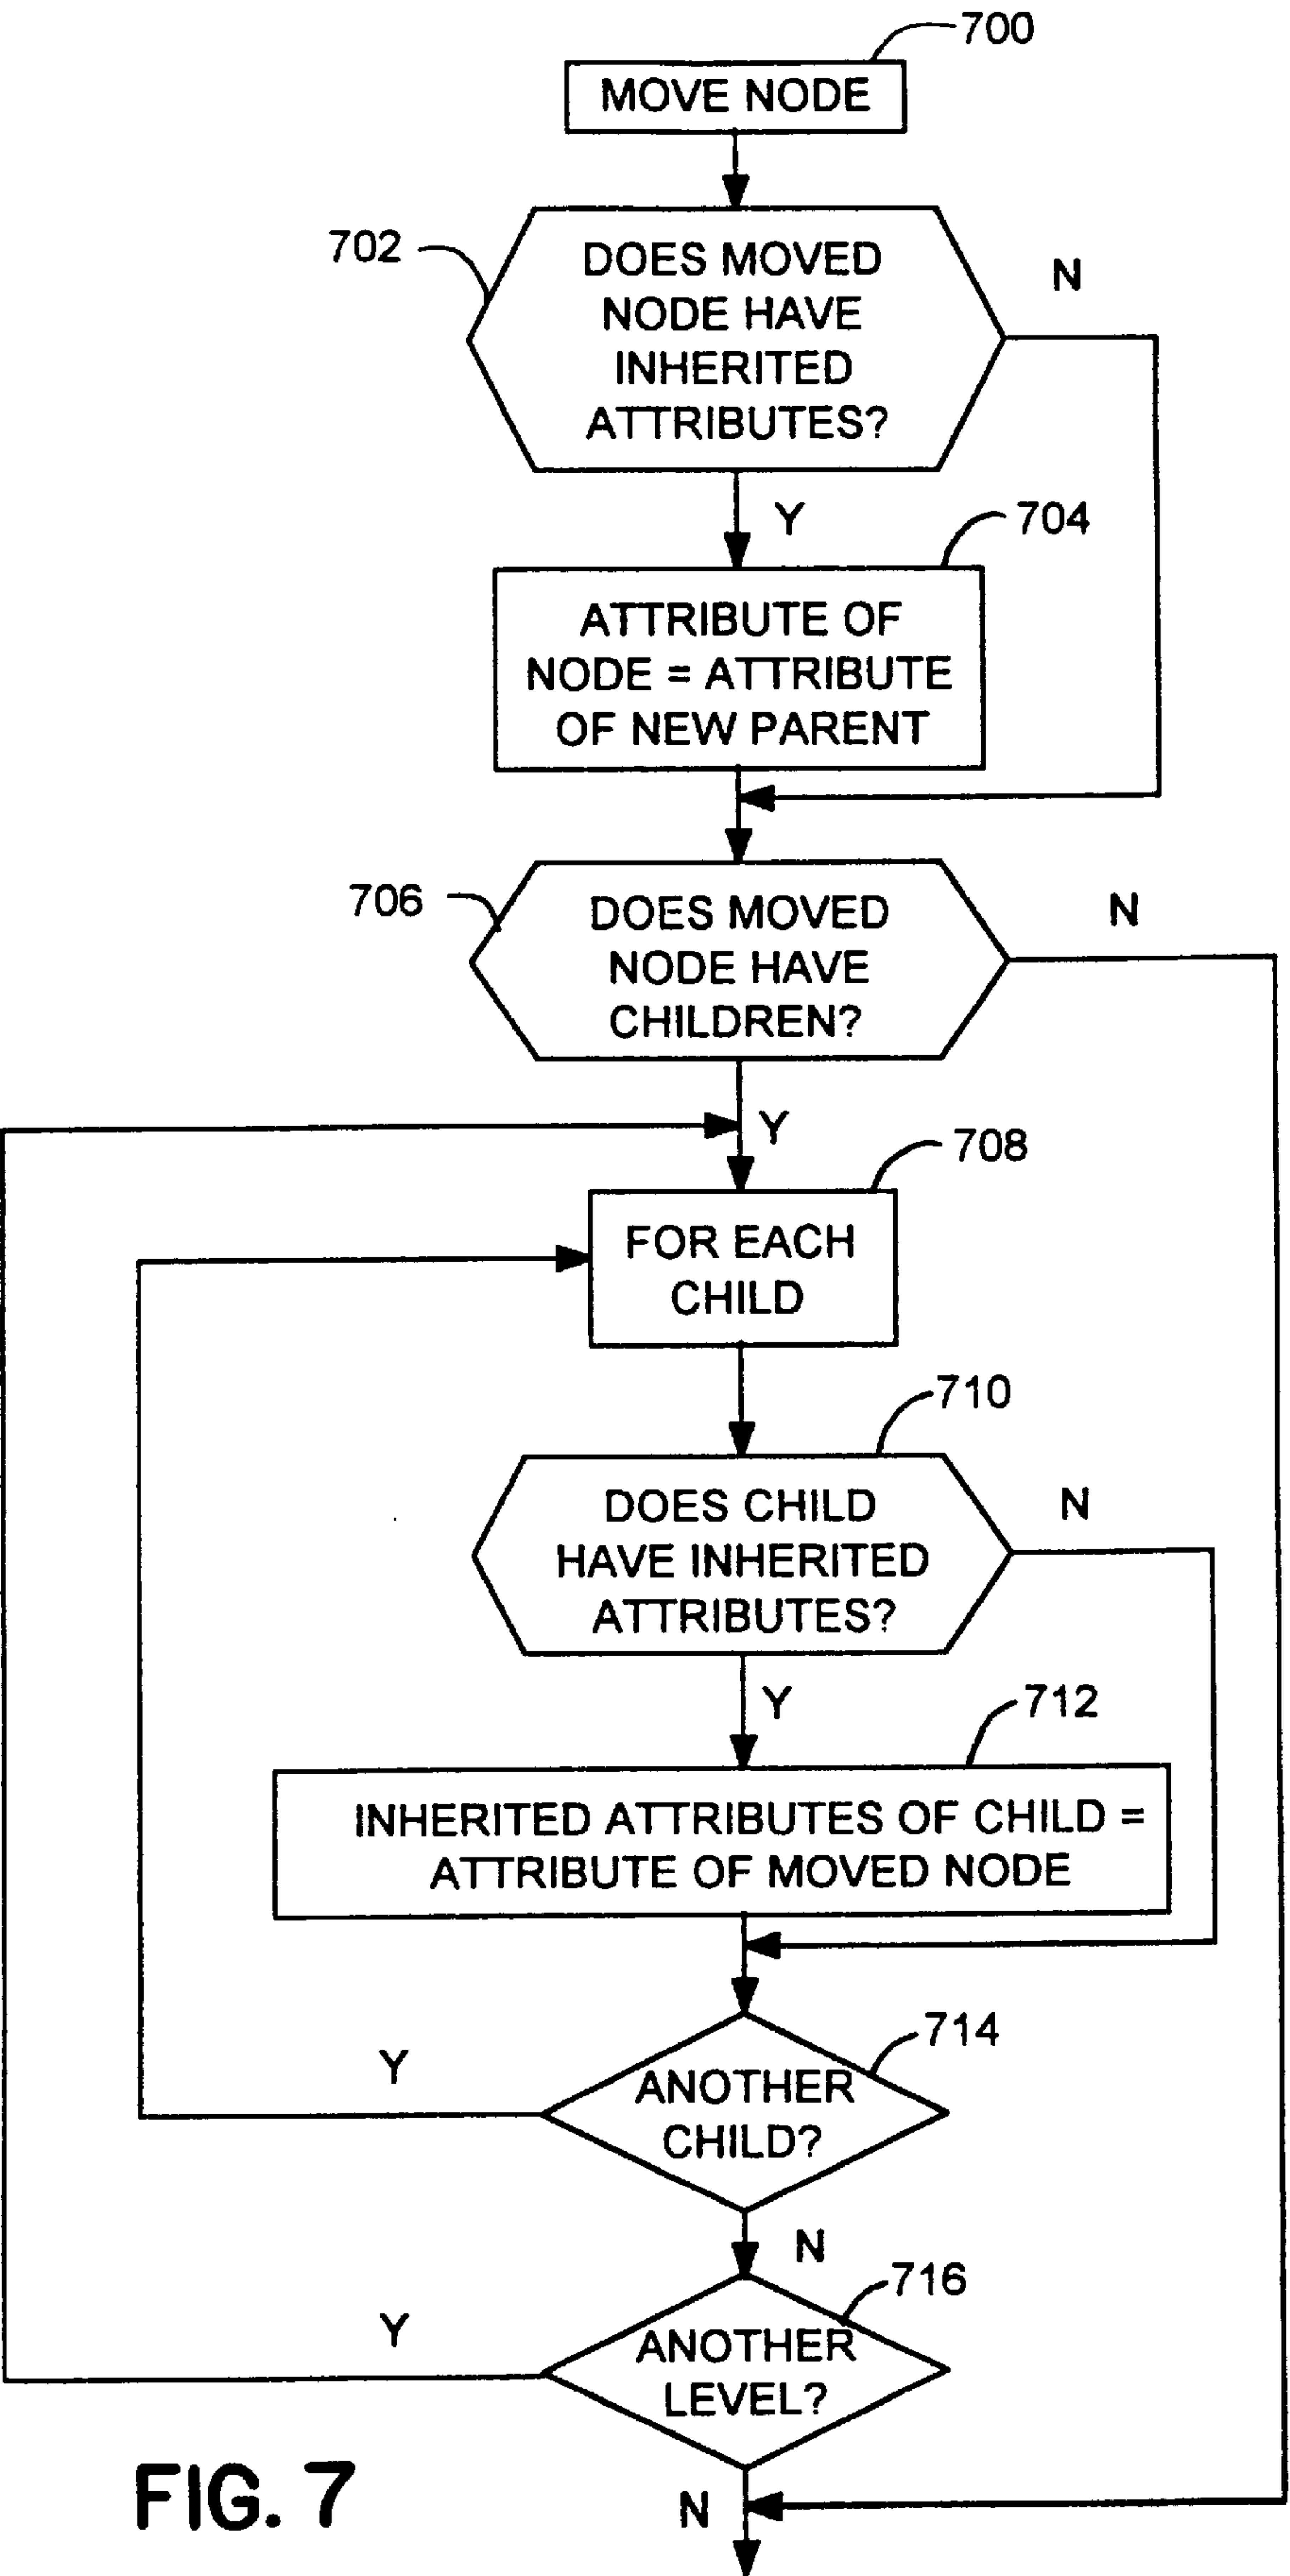 700
MOVE NODE
702
DOES MOVED
NODE HAVE
INHERITED
ATTRIBUTES?
N
Y
704
ATTRIBUTE OF
NODE = ATTRIBUTE
OF NEW PARENT
706
DOES MOVED
NODE HAVE
CHILDREN?
N
Y
708
FOR EACH
CHILD
710
DOES CHILD
HAVE INHERITED
ATTRIBUTES?
N
Y
712
INHERITED ATTRIBUTES OF CHILD =
ATTRIBUTE OF MOVED NODE
714
ANOTHER
CHILD?
Y
N
716
ANOTHER
LEVEL?
Y
N
FIG. 7